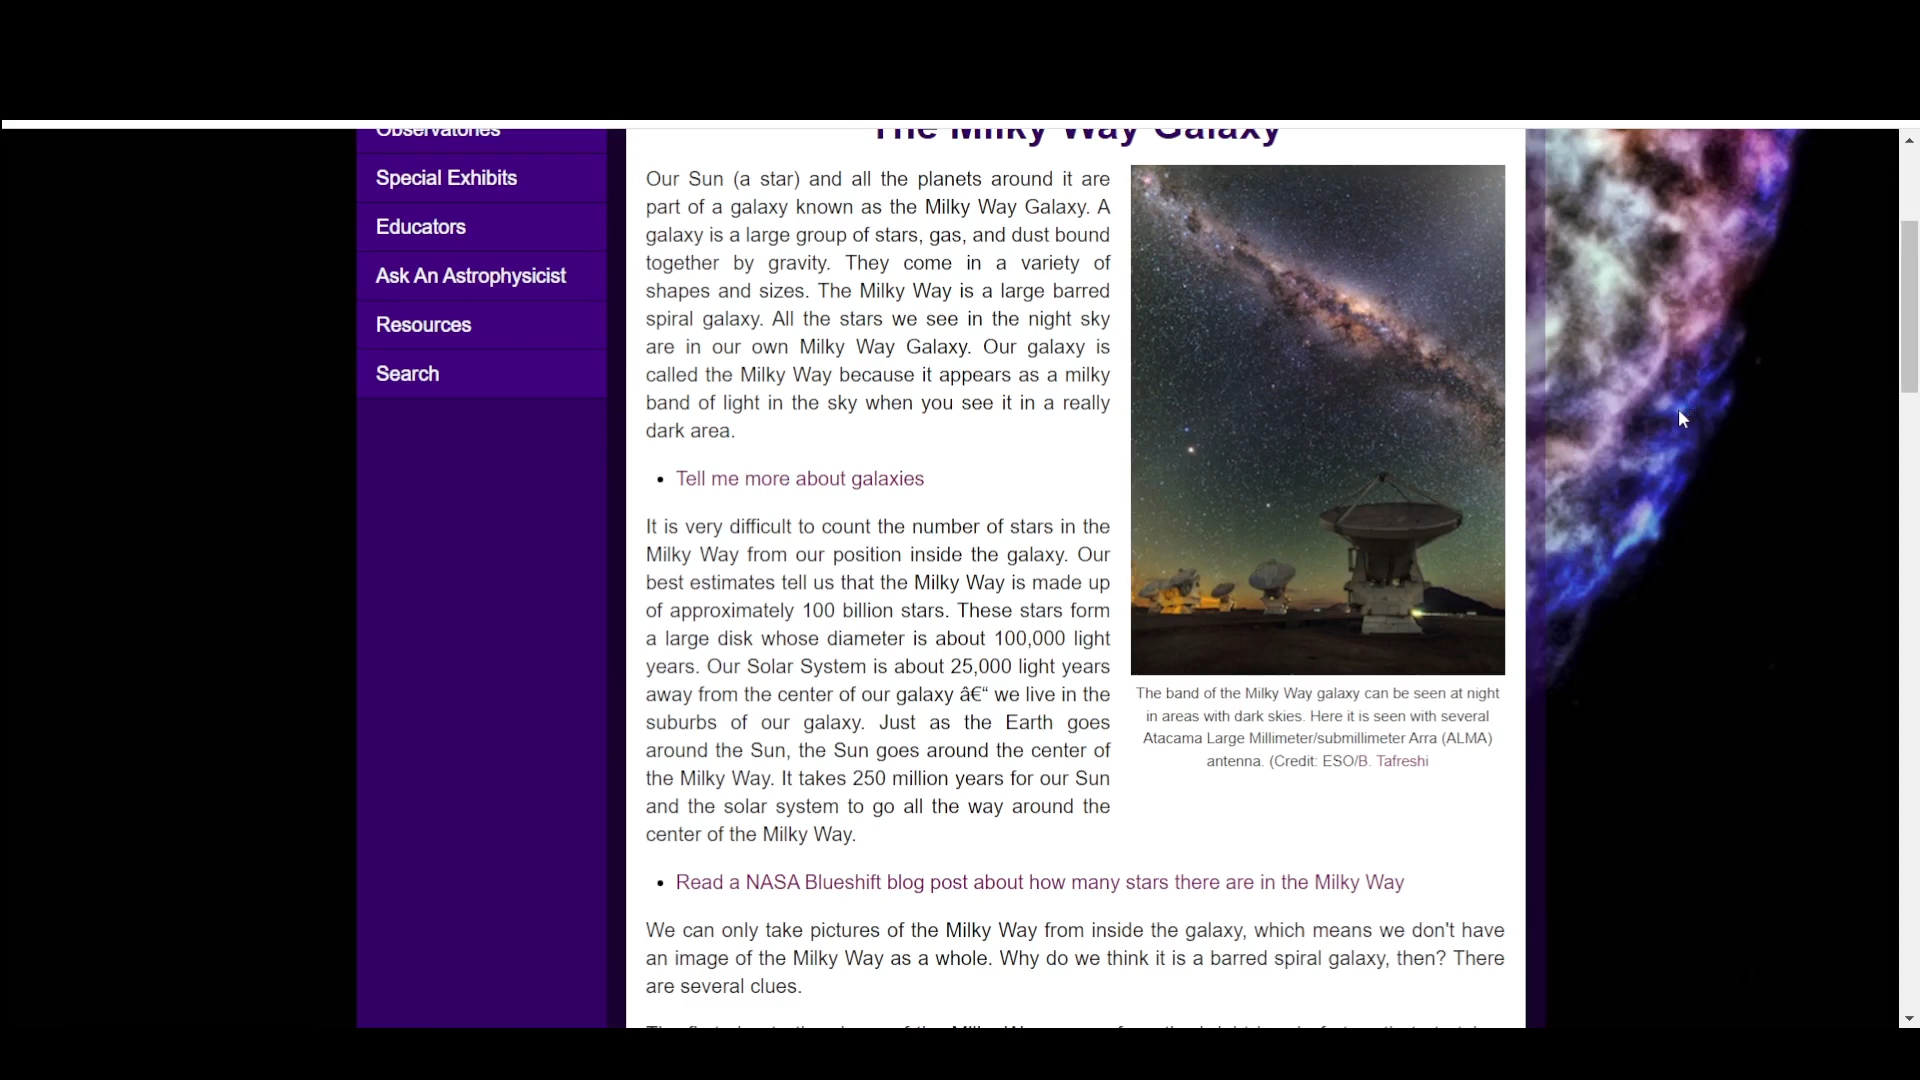 Observatories
Special Exhibits
Educators
Ask An Astrophysicist
Resources
Search
The Milky Way Galaxy
Our Sun (a star) and all the planets around it are
part of a galaxy known as the Milky Way Galaxy. A
galaxy is a large group of stars, gas, and dust bound
together by gravity. They come in a variety of
shapes and sizes. The Milky Way is a large barred
spiral galaxy. All the stars we see in the night sky
are in our own Milky Way Galaxy. Our galaxy is
called the Milky Way because it appears as a milky
band of light in the sky when you see it in a really
dark area.
• Tell me more about galaxies
It is very difficult to count the number of stars in the
Milky Way from our position inside the galaxy. Our
best estimates tell us that the Milky Way is made up
of approximately 100 billion stars. These stars form
a large disk whose diameter is about 100,000 light
years. Our Solar System is about 25,000 light years
away from the center of our galaxy â€“ we live in the
suburbs of our galaxy. Just as the Earth goes
around the Sun, the Sun goes around the center of
the Milky Way. It takes 250 million years for our Sun
and the solar system to go all the way around the
center of the Milky Way.
The band of the Milky Way galaxy can be seen at night
in areas with dark skies. Here it is seen with several
Atacama Large Millimeter/submillimeter Arra (ALMA)
antenna. (Credit: ESO/B. Tafreshi
• Read a NASA Blueshift blog post about how many stars there are in the Milky Way
We can only take pictures of the Milky Way from inside the galaxy, which means we don't have
an image of the Milky Way as a whole. Why do we think it is a barred spiral galaxy, then? There
are several clues.